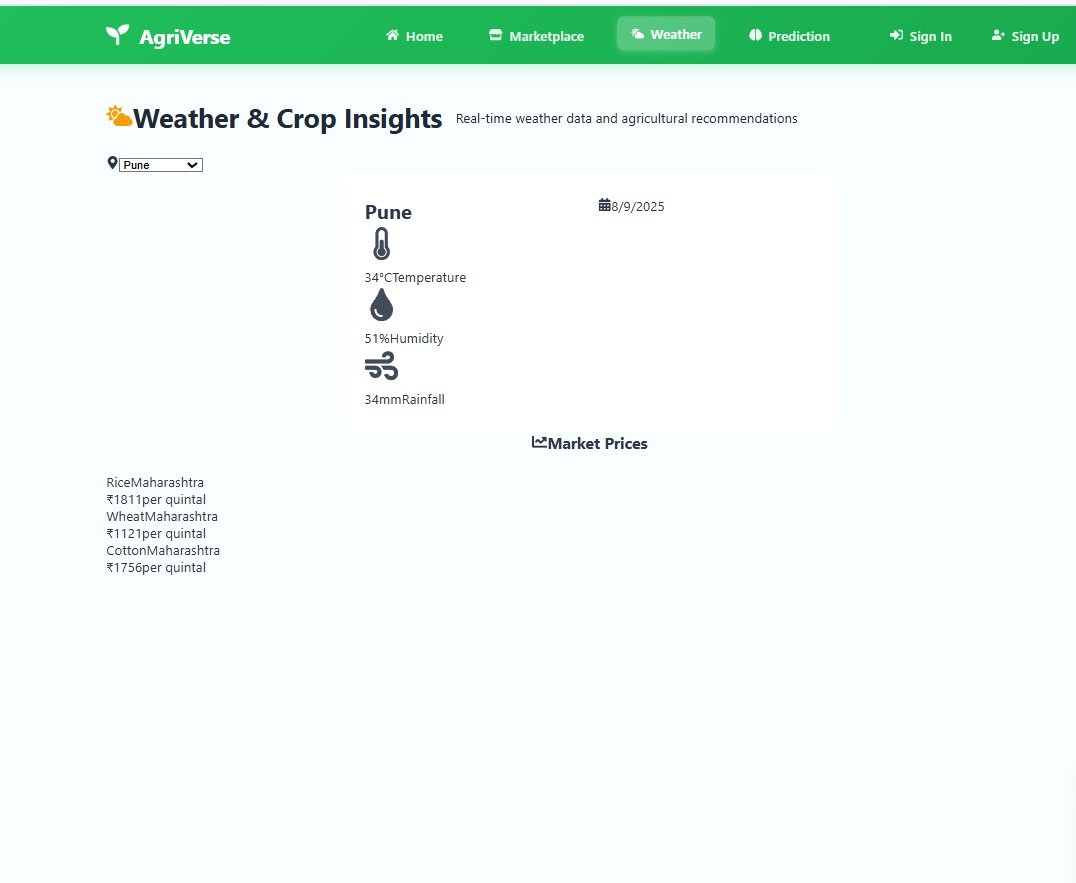 AgriVerse Home Marketplace Weather Prediction Sign In Sign Up
Weather & Crop Insights Real-time weather data and agricultural recommendations
Pune
Pune 8/9/2025
34°CTemperature
51%Humidity
34mmRainfall
Market Prices
RiceMaharashtra
₹1811per quintal
WheatMaharashtra
₹1121per quintal
CottonMaharashtra
₹1756per quintal